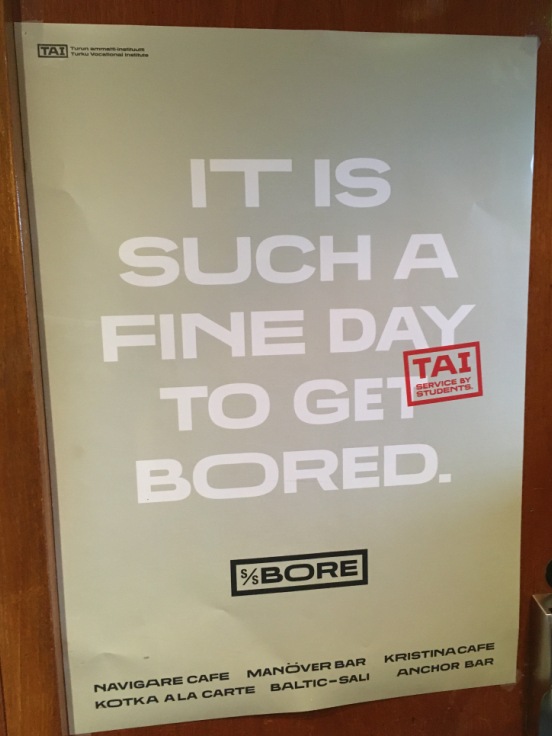 TAI
Turun ammatti-instituutti
Turku Vocational Institute
IT IS
SUCH A
FINE DAY
TO GET
BORED.
TAI
SERVICE BY
STUDENTS.
S/S BORE
NAVIGARE CAFE MANÖVER BAR KRISTINA CAFE
KOTKA A LA CARTE BALTIC-SALI ANCHOR BAR